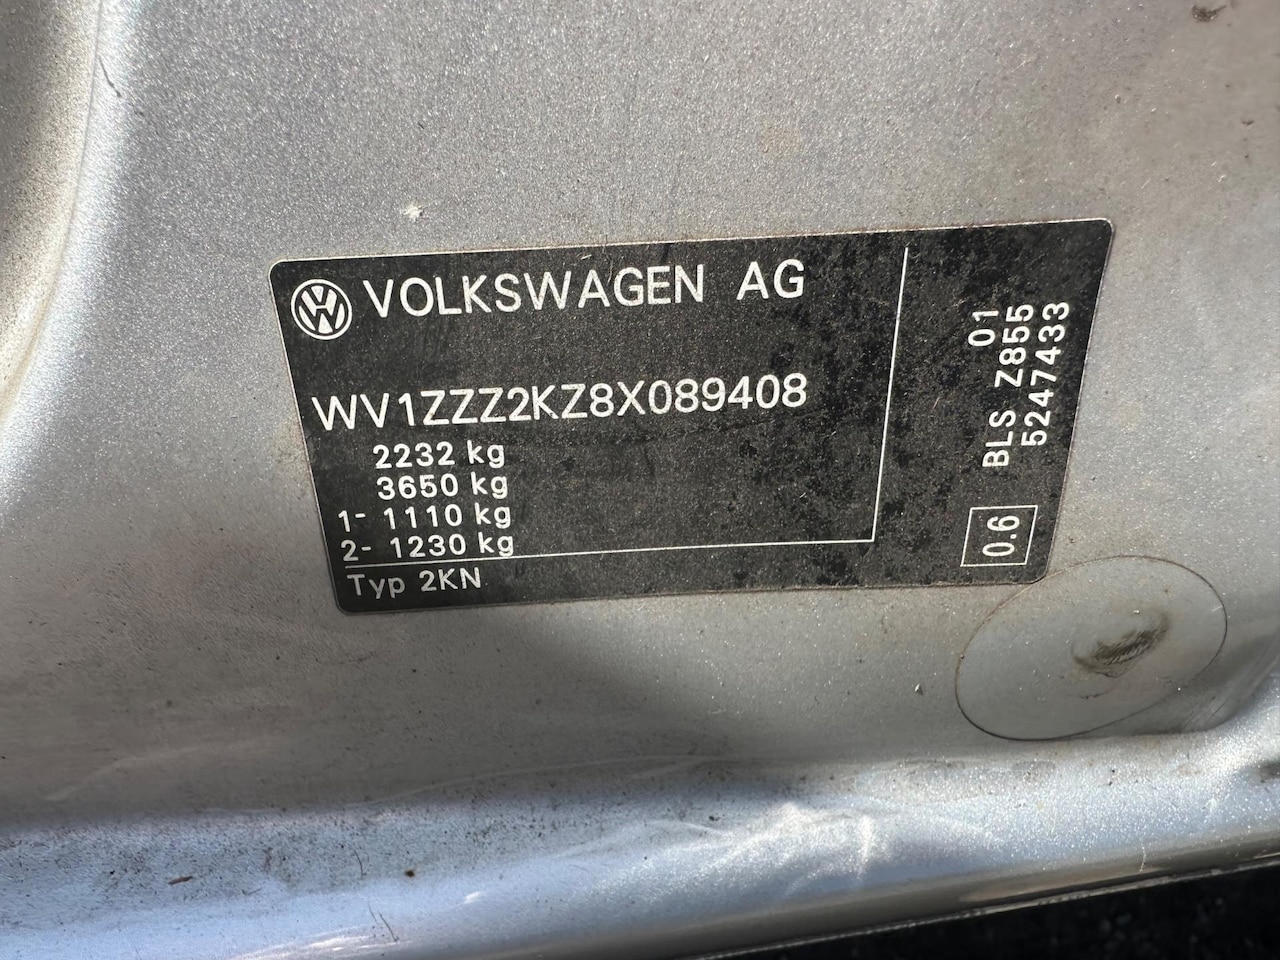 VOLKSWAGEN AG
WV1ZZZ2KZ8X089408
2232 kg
3650 kg
1- 1110 kg
2- 1230 kg
Typ 2KN
01
BLS Z855
5247433
0.6